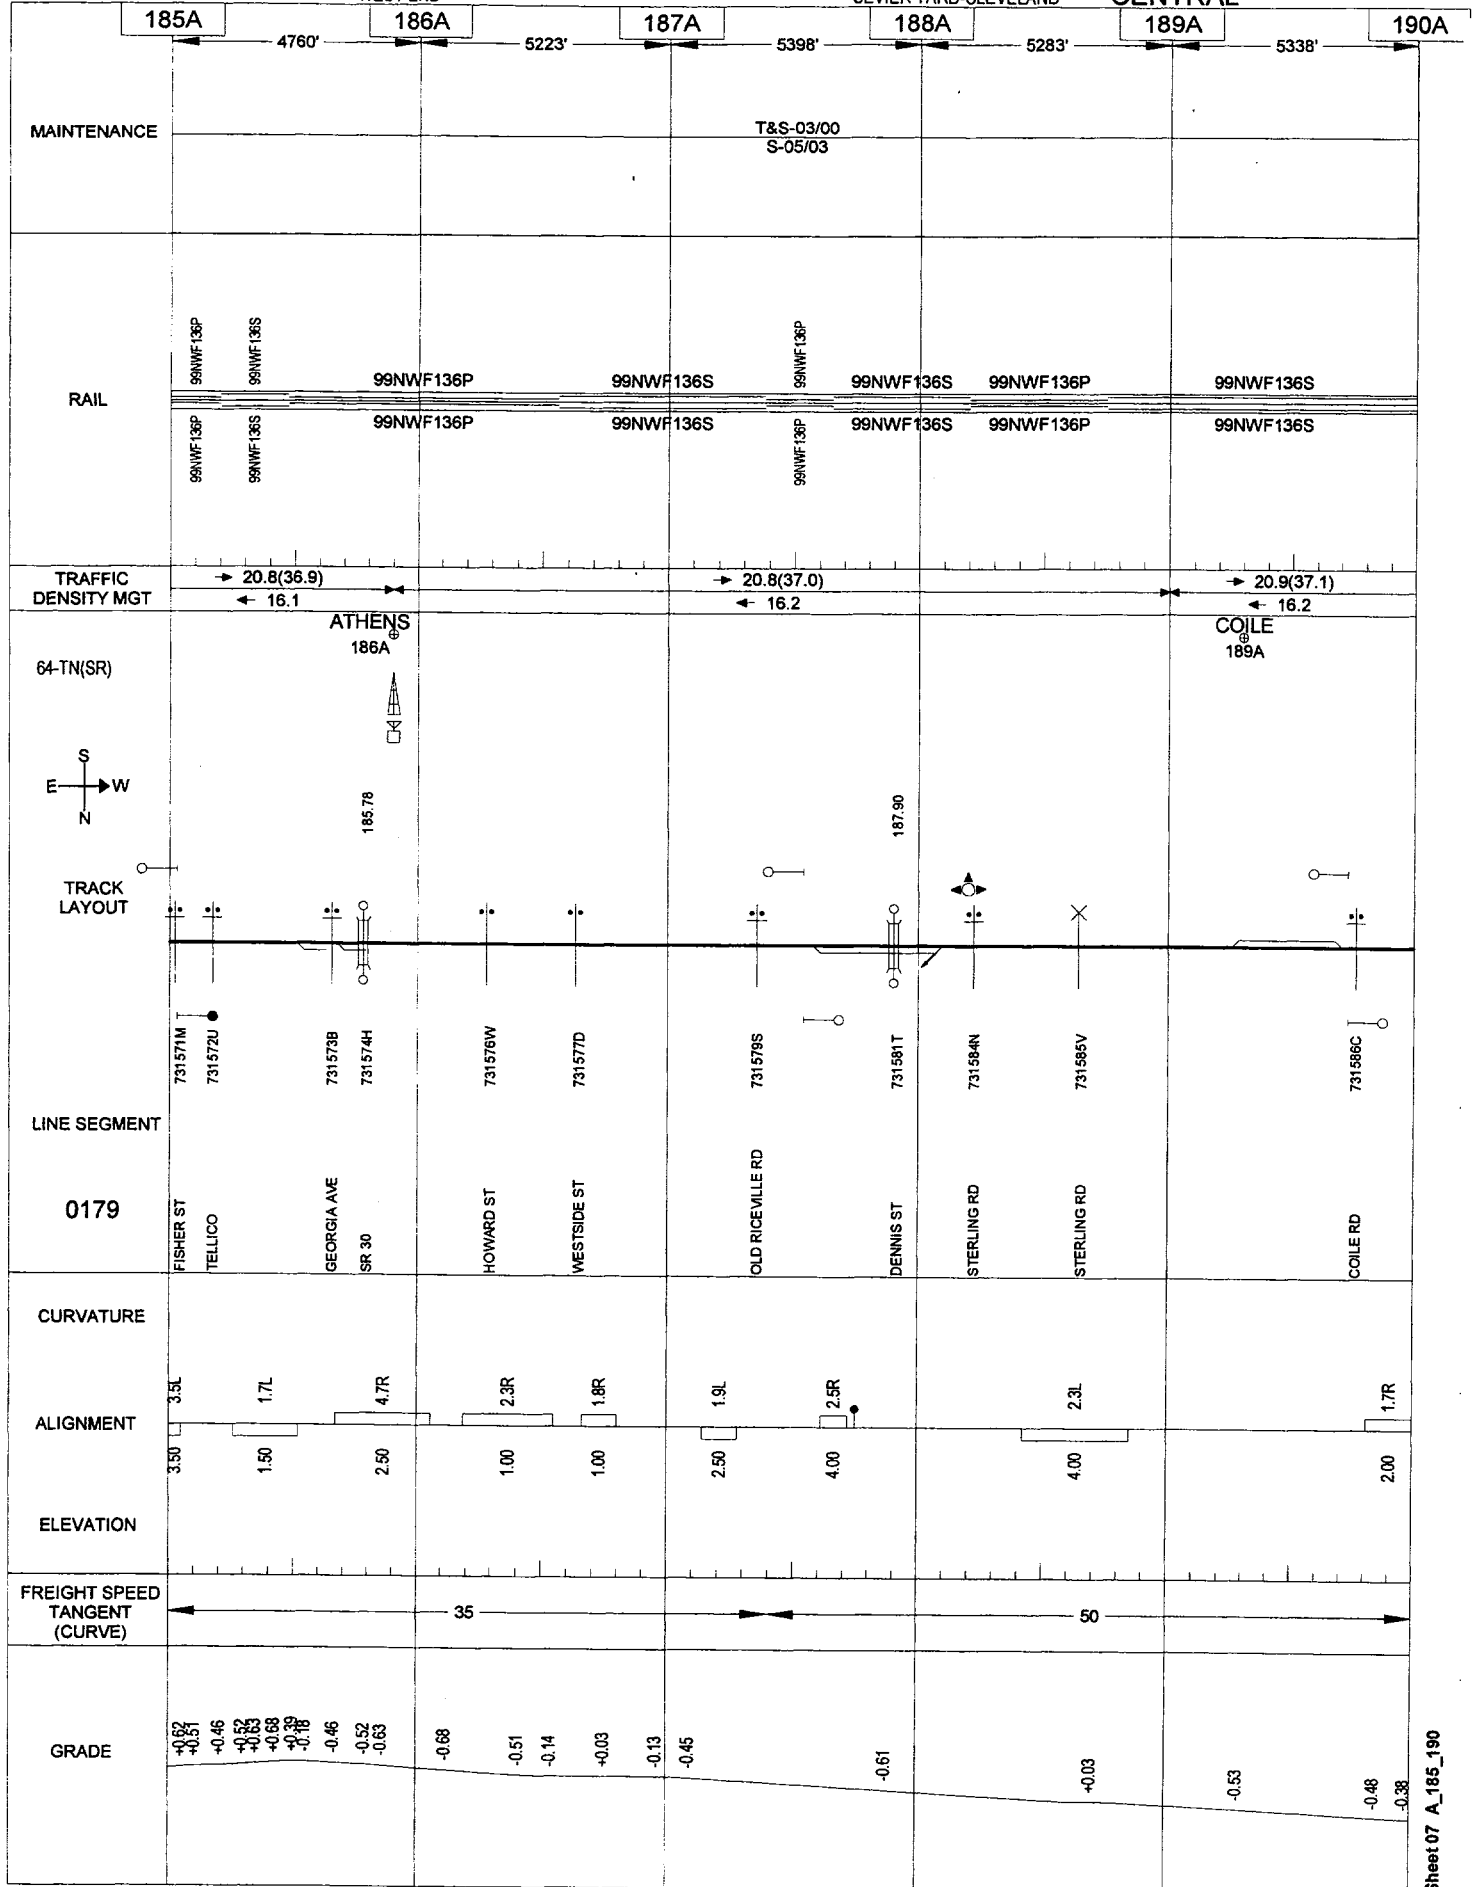 CENTRAL
185A 186A 187A 188A 189A 190A
4760' 5223' 5398' 5283' 5338'
MAINTENANCE
T&S-03/00
S-05/03
99NWF136P 99NWF136S 99NWF136P
99NWF136P 99NWF136S 99NWF136S 99NWF136P 99NWF136S
RAIL
99NWF136P 99NWF136S 99NWF136S 99NWF136P 99NWF136S
99NWF136P 99NWF136S 99NWF136P
TRAFFIC
DENSITY MGT
20.8(36.9) 20.8(37.0) 20.9(37.1)
16.1 16.2 16.2
ATHENS COILE
186A 189A
64-TN(SR)
S
E W
N
185.78 187.90
TRACK
LAYOUT
731571M 731572U 731573B 731574H 731576W 731577D 731579S 731581T 731584N 731585V 731586C
LINE SEGMENT
0179
FISHER ST TELLICO GEORGIA AVE SR 30 HOWARD ST WESTSIDE ST OLD RICEVILLE RD DENNIS ST STERLING RD STERLING RD COILE RD
CURVATURE
3.5L 1.7L 4.7R 2.3R 1.8R 1.9L 2.5R 2.3L 1.7R
ALIGNMENT
3.50 1.50 2.50 1.00 1.00 2.50 4.00 4.00 2.00
ELEVATION
FREIGHT SPEED
TANGENT
(CURVE)
35 50
GRADE
+0.62 +0.51 +0.46 +0.52 +0.63 +0.68 +0.39 -0.18 -0.46 -0.52 -0.63 -0.68 -0.51 -0.14 +0.03 -0.13 -0.45 -0.61 +0.03 -0.53 -0.48 -0.38
Sheet 07 A_185_190